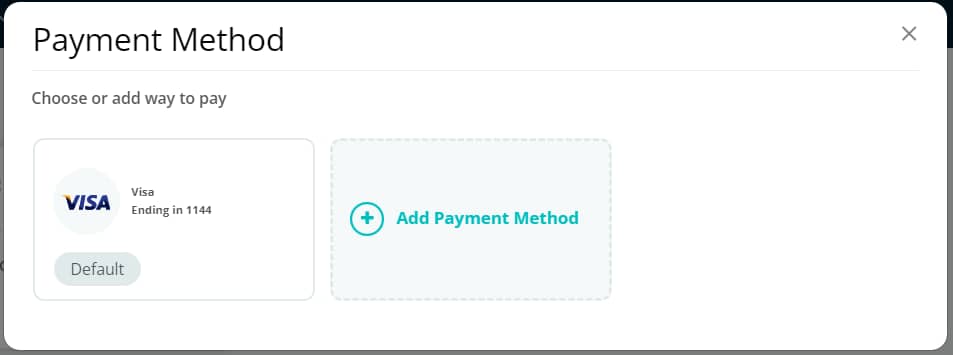 Payment Method
Choose or add way to pay
VISA
Visa
Ending in 1144
Default
Add Payment Method